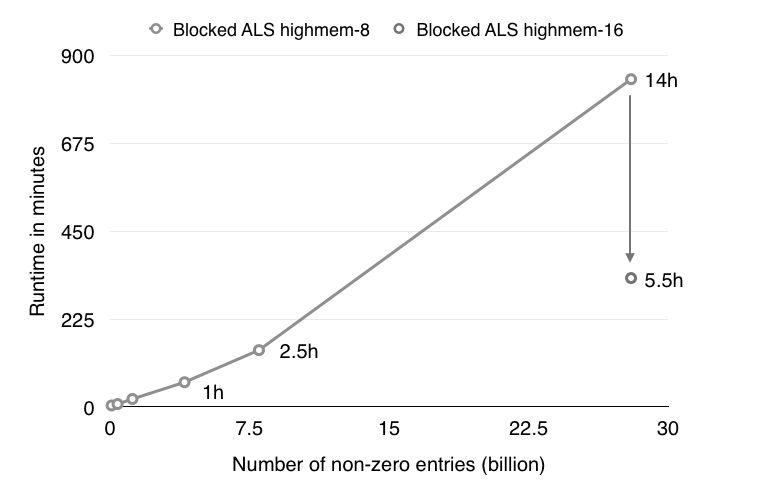 Blocked ALS highmem-8 Blocked ALS highmem-16
900
14h
675
Runtime in minutes
450
5.5h
225
2.5h
1h
0
0 7.5 15 22.5 30
Number of non-zero entries (billion)